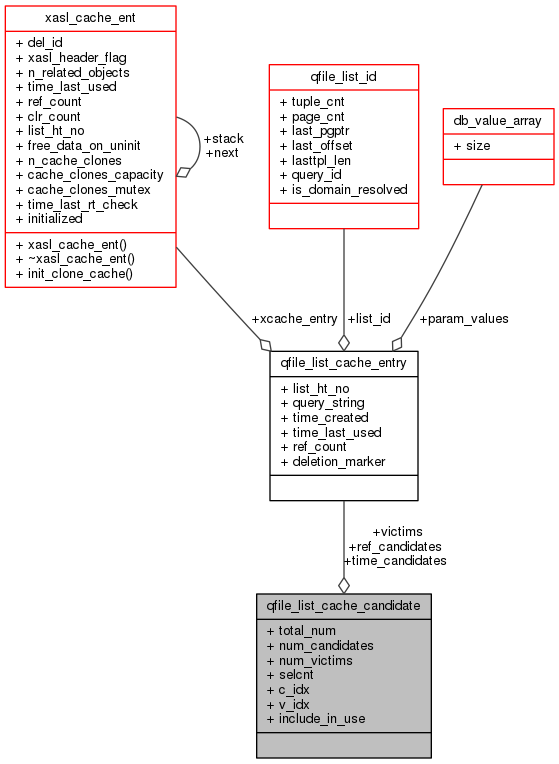 xasl_cache_ent
+ del_id
+ xasl_header_flag
+ n_related_objects
+ time_last_used
+ ref_count
+ clr_count
+ list_ht_no
+ free_data_on_uninit
+ n_cache_clones
+ cache_clones_capacity
+ cache_clones_mutex
+ time_last_rt_check
+ initialized
+ xasl_cache_ent()
+ ~xasl_cache_ent()
+ init_clone_cache()
+stack
+next
qfile_list_id
+ tuple_cnt
+ page_cnt
+ last_pgptr
+ last_offset
+ lasttpl_len
+ query_id
+ is_domain_resolved
db_value_array
+ size
+xcache_entry
+list_id
+param_values
qfile_list_cache_entry
+ list_ht_no
+ query_string
+ time_created
+ time_last_used
+ ref_count
+ deletion_marker
+victims
+ref_candidates
+time_candidates
qfile_list_cache_candidate
+ total_num
+ num_candidates
+ num_victims
+ selcnt
+ c_idx
+ v_idx
+ include_in_use